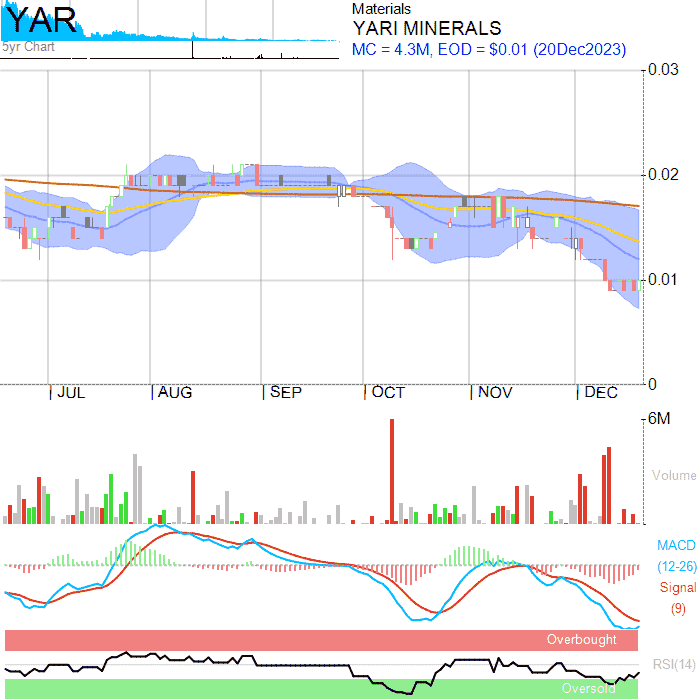 YAR
5yr Chart
Materials
YARI MINERALS
MC = 4.3M, EOD = $0.01 (20Dec2023)
0.03
0.02
0.01
0
JUL AUG SEP OCT NOV DEC
6M
Volume
MACD
(12-26)
Signal
(9)
Overbought
RSI(14)
Oversold